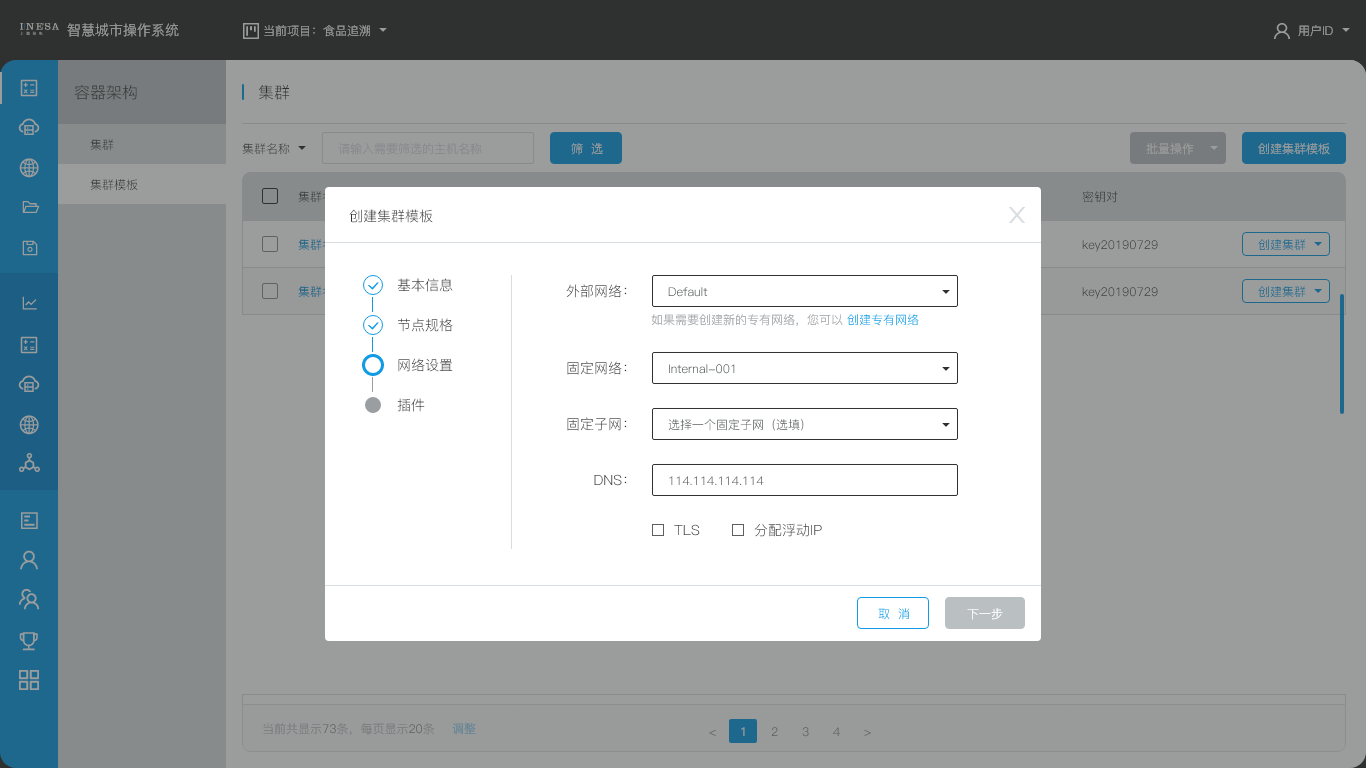 INESA 智慧城市操作系统
当前项目：食品追溯
用户ID
容器架构
集群
集群
集群模板
集群名称
请输入需要筛选的主机名称
筛 选
批量操作
创建集群模板
集群
密钥对
集群
key20190729
创建集群
集群
key20190729
创建集群
创建集群模板
基本信息
节点规格
网络设置
插件
外部网络：
Default
如果需要创建新的专有网络，您可以 创建专有网络
固定网络：
Internal-001
固定子网：
选择一个固定子网（选填）
DNS：
114.114.114.114
TLS
分配浮动IP
取 消
下一步
当前共显示73条，每页显示20条 调整
< 1 2 3 4 >